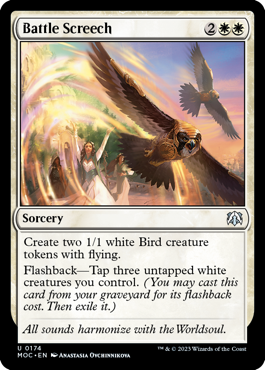 Battle Screech 2
Sorcery
Create two 1/1 white Bird creature
tokens with flying.
Flashback—Tap three untapped white
creatures you control. (You may cast this
card from your graveyard for its flashback
cost. Then exile it.)
All sounds harmonize with the Worldsoul.
U 0174
MOC • EN Anastasia Ovchinnikova
™ & © 2023 Wizards of the Coast